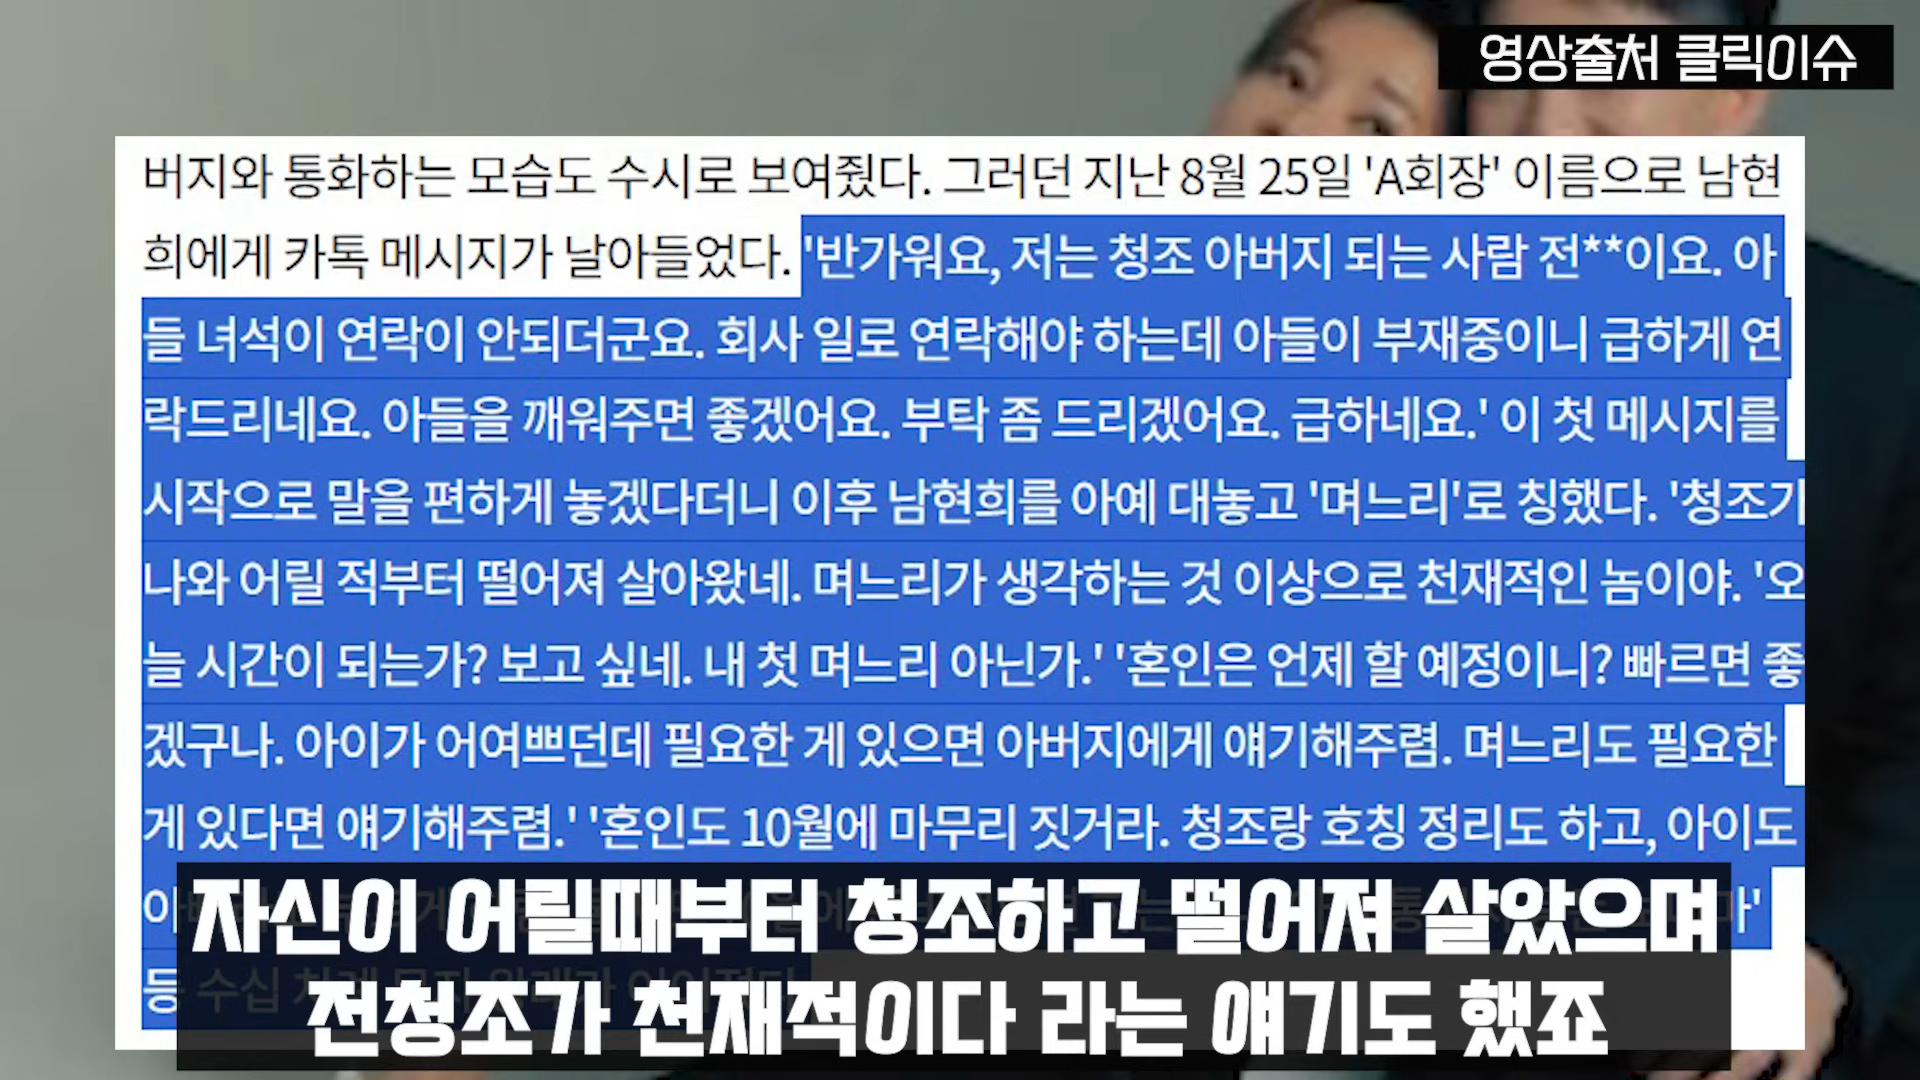 영상출처 클릭이슈
버지와 통화하는 모습도 수시로 보여줬다. 그러던 지난 8월 25일 'A회장' 이름으로 남현
희에게 카톡 메시지가 날아들었다. '반가워요, 저는 청조 아버지 되는 사람 전**이요. 아
들 녀석이 연락이 안되더군요. 회사 일로 연락해야 하는데 아들이 부재중이니 급하게 연
락드리네요. 아들을 깨워주면 좋겠어요. 부탁 좀 드리겠어요. 급하네요.' 이 첫 메시지를
시작으로 말을 편하게 놓겠다더니 이후 남현희를 아예 대놓고 '며느리'로 칭했다. '청조가
나와 어릴 적부터 떨어져 살아왔네. 며느리가 생각하는 것 이상으로 천재적인 놈이야. '오
늘 시간이 되는가? 보고 싶네. 내 첫 며느리 아닌가.' '혼인은 언제 할 예정이니? 빠르면 좋
겠구나. 아이가 어여쁘던데 필요한 게 있으면 아버지에게 얘기해주렴. 며느리도 필요한
게 있다면 얘기해주렴.' '혼인도 10월에 마무리 짓거라. 청조랑 호칭 정리도 하고, 아이도
등 수십
자신이 어릴때부터 청조하고 떨어져 살았으며
전청조가 천재적이다 라는 얘기도 했죠